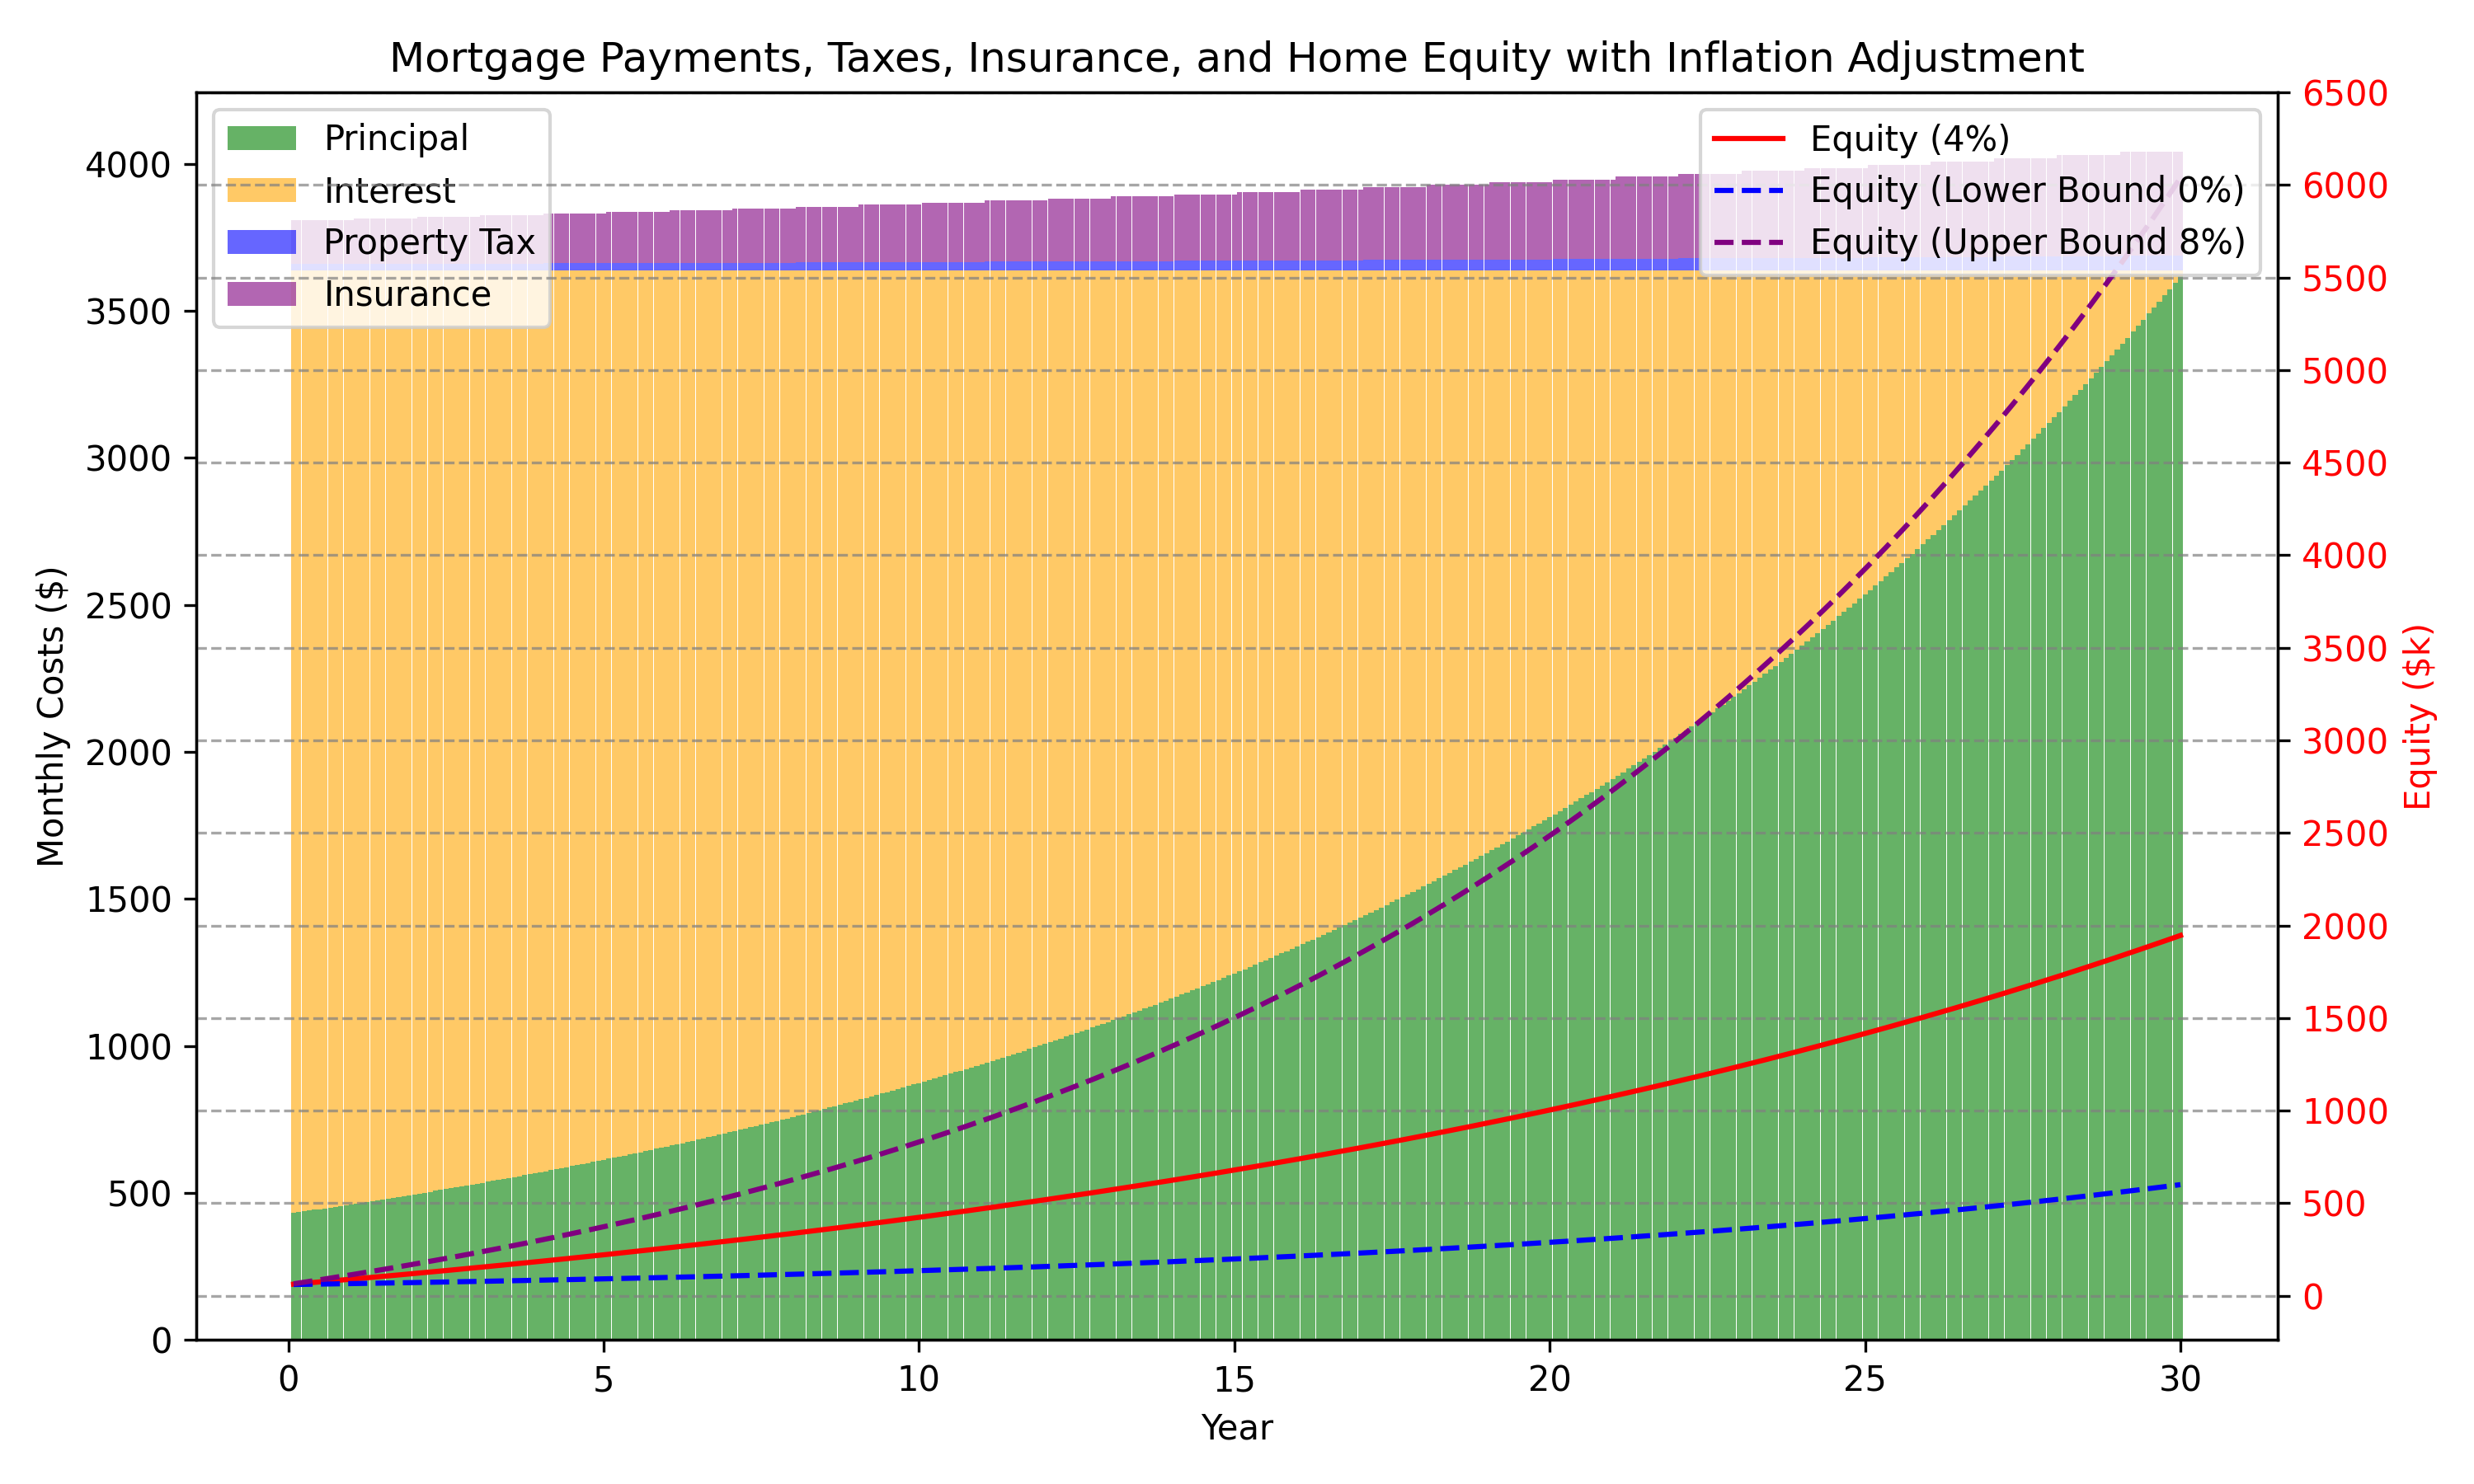 Mortgage Payments, Taxes, Insurance, and Home Equity with Inflation Adjustment
Principal
Interest
Property Tax
Insurance
Equity (4%)
Equity (Lower Bound 0%)
Equity (Upper Bound 8%)
Monthly Costs ($)
4000
3500
3000
2500
2000
1500
1000
500
0
6500
6000
5500
5000
4500
4000
3500
3000
2500
2000
1500
1000
500
0
Equity ($k)
0 5 10 15 20 25 30
Year